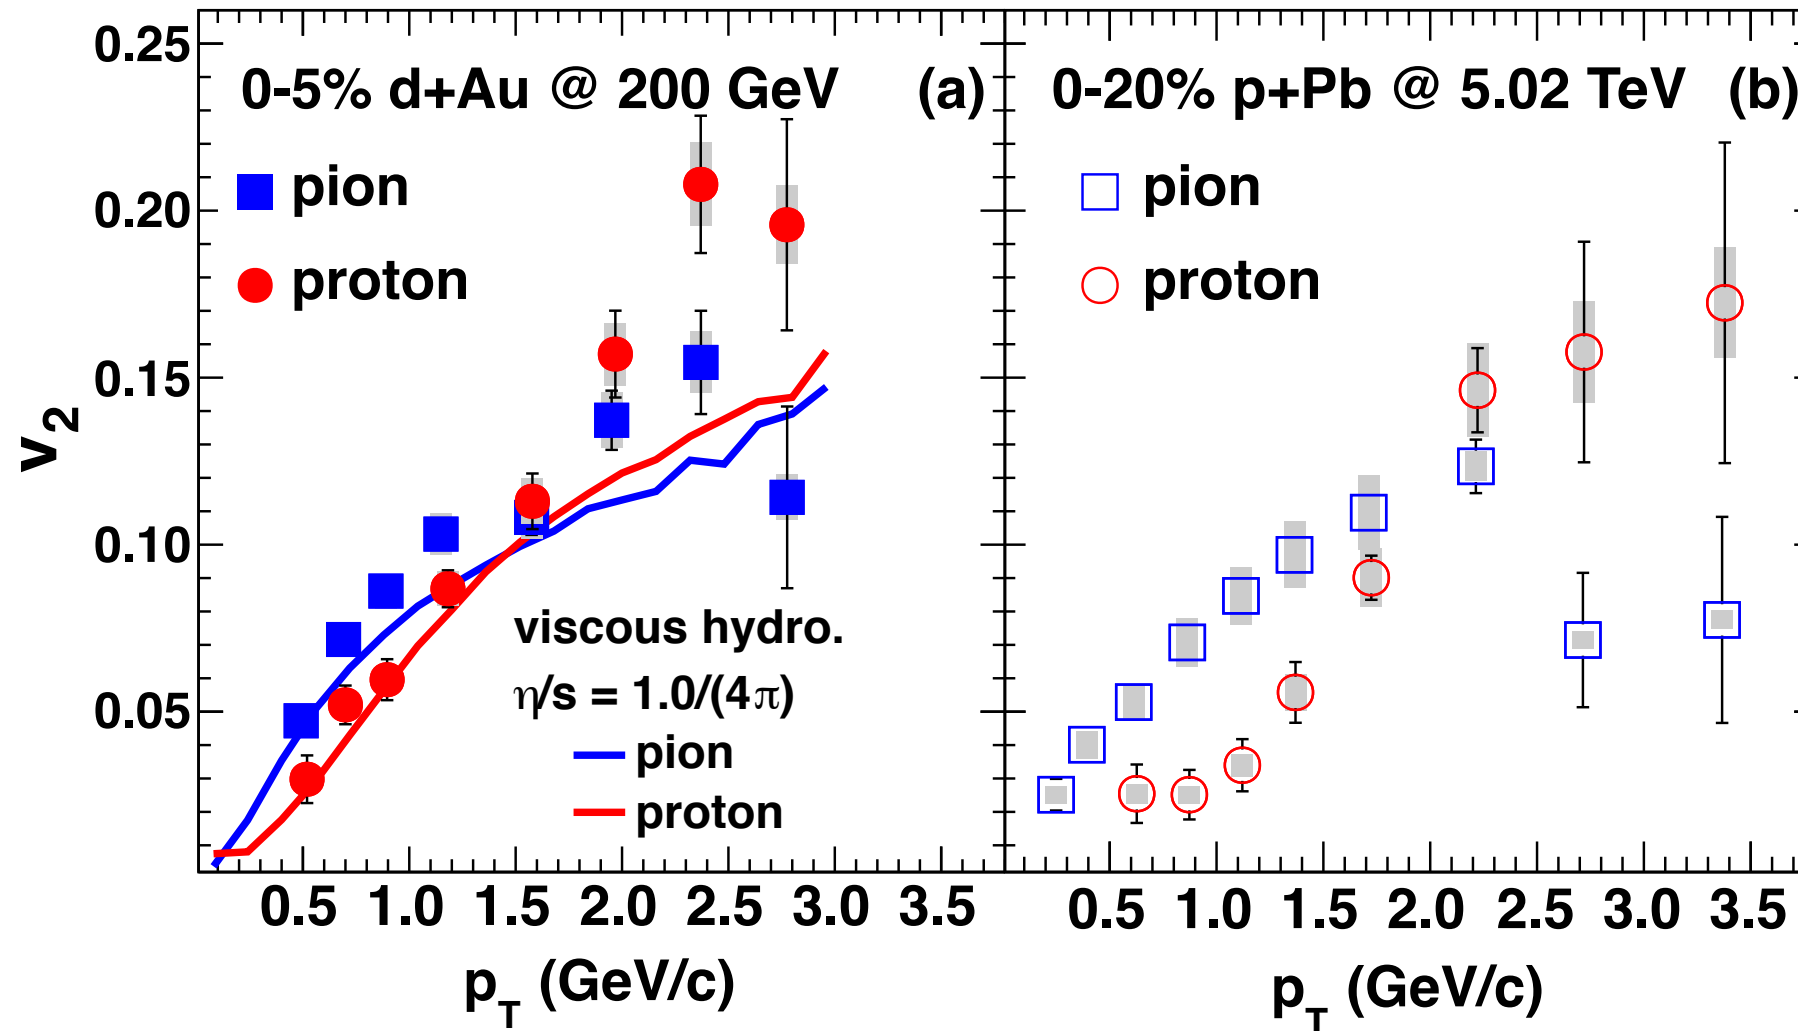 0-5% d+Au @ 200 GeV (a)
pion
proton
viscous hydro.
η/s = 1.0/(4π)
pion
proton
0.25
0.20
0.15
0.10
0.05
v2
0.5 1.0 1.5 2.0 2.5 3.0 3.5
pT (GeV/c)
0-20% p+Pb @ 5.02 TeV (b)
pion
proton
0.5 1.0 1.5 2.0 2.5 3.0 3.5
pT (GeV/c)